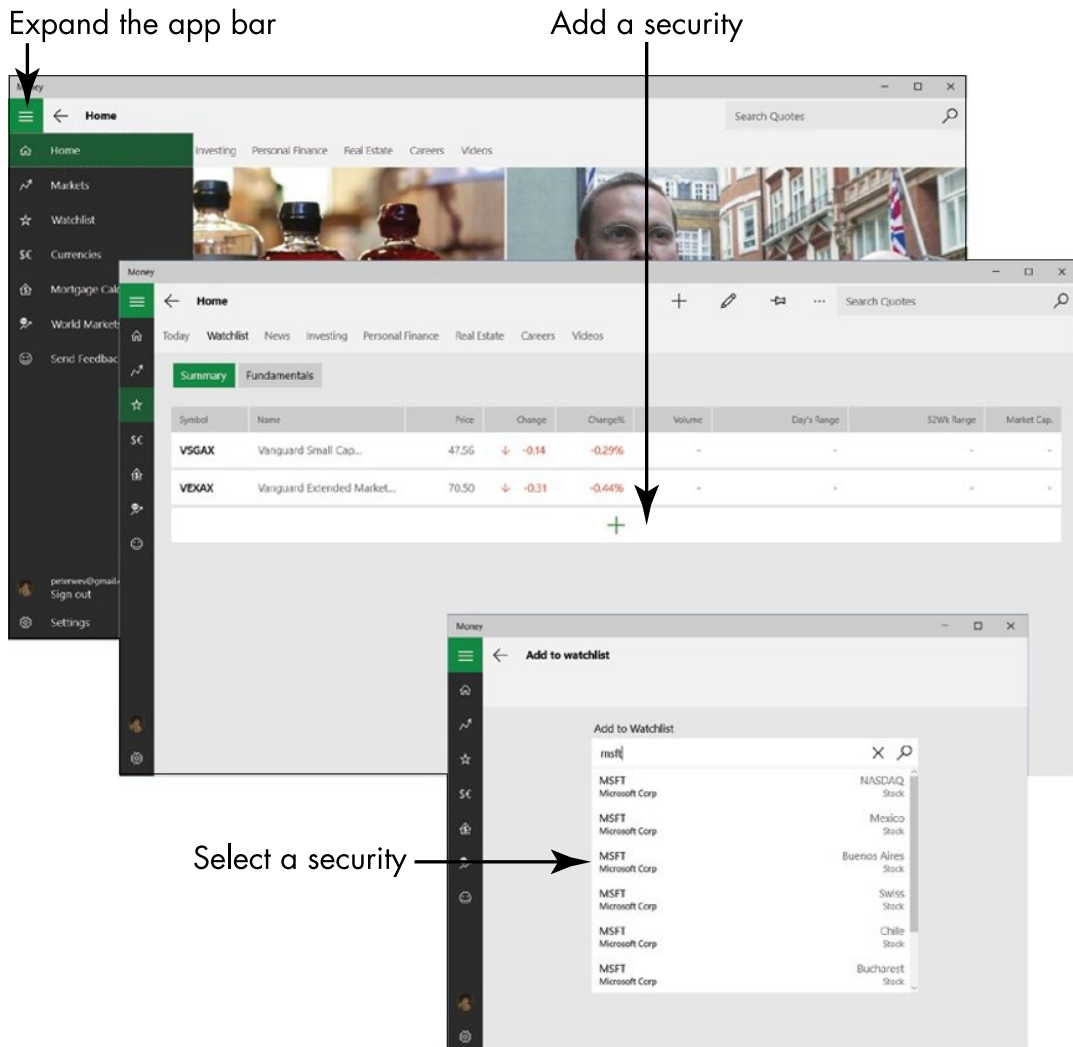 Expand the app bar
Add a security
Home
Search Quotes
Home
Investing Personal Finance Real Estate Careers Videos
Markets
Watchlist
$€ Currencies
Mortgage Calc
World Markets
Send Feedbac
peterwev@gmail.
Sign out
Settings
Money
Home
Search Quotes
Today Watchlist News Investing Personal Finance Real Estate Careers Videos
Summary Fundamentals
Symbol Name Price Change Change% Volume Day's Range 52Wk Range Market Cap.
VSGAX Vanguard Small Cap... 47.56 ↓ -0.14 -0.29% - - - -
VEXAX Vanguard Extended Market... 70.50 ↓ -0.31 -0.44% - - - -
$€
Money
Add to watchlist
Add to Watchlist
msft
MSFT NASDAQ
Microsoft Corp Stock
MSFT Mexico
Microsoft Corp Stock
MSFT Buenos Aires
Microsoft Corp Stock
MSFT Swiss
Microsoft Corp Stock
MSFT Chile
Microsoft Corp Stock
MSFT Bucharest
Microsoft Corp Stock
$€
Select a security